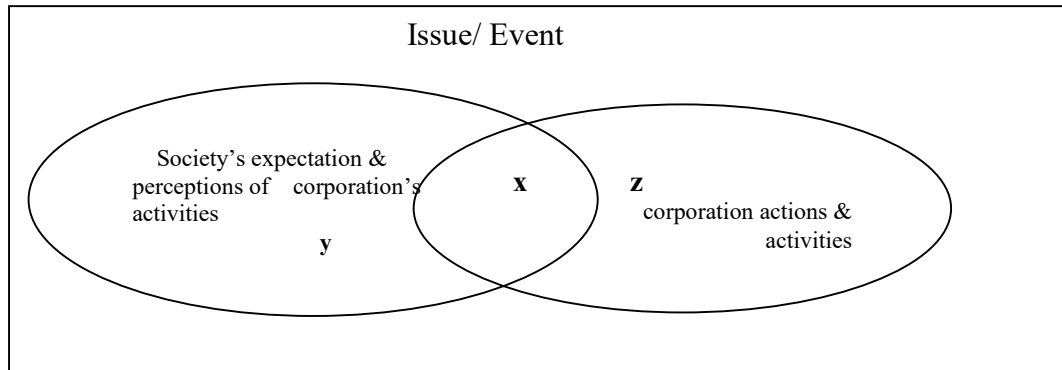 Issue/ Event
Society’s expectation &
perceptions of corporation’s
activities
y
x
z
corporation actions &
activities